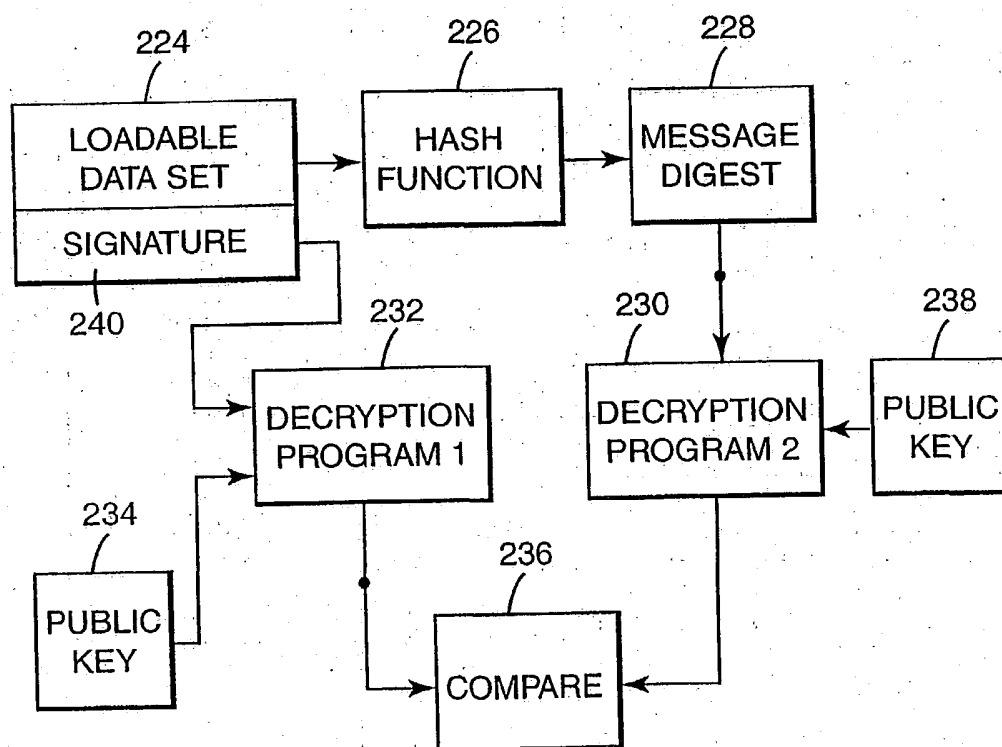 224
226
228
LOADABLE
DATA SET
HASH
FUNCTION
MESSAGE
DIGEST
SIGNATURE
240
232
230
238
DECRYPTION
PROGRAM 1
DECRYPTION
PROGRAM 2
PUBLIC
KEY
234
236
PUBLIC
KEY
COMPARE